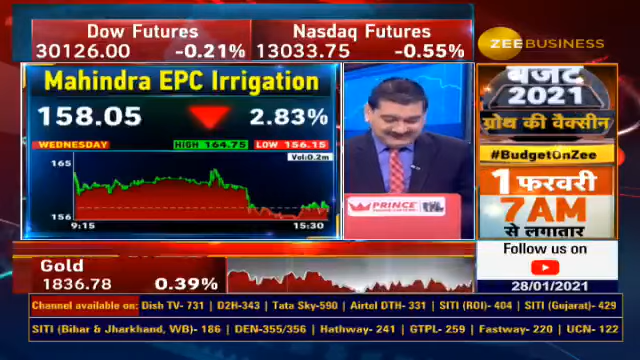 Dow Futures
30126.00 -0.21%
Nasdaq Futures
13033.75 -0.55%
ZEE BUSINESS
Mahindra EPC Irrigation
158.05 2.83%
WEDNESDAY HIGH 164.75 LOW 156.15
Vol:0.2m
165
156
9:15 15:30
PRINCE
बजट
2021
ग्रोथ की वैक्सीन
#BudgetOnZee
1 फरवरी
7AM
से लगातार
Follow us on
28/01/2021
Gold
1836.78 0.39%
Channel available on: Dish TV- 731 | D2H-343 | Tata Sky-590 | Airtel DTH- 331 | SITI (ROI)- 404 | SITI (Gujarat)- 429
SITI (Bihar & Jharkhand, WB)- 186 | DEN-355/356 | Hathway- 241 | GTPL- 259 | Fastway- 220 | UCN- 122